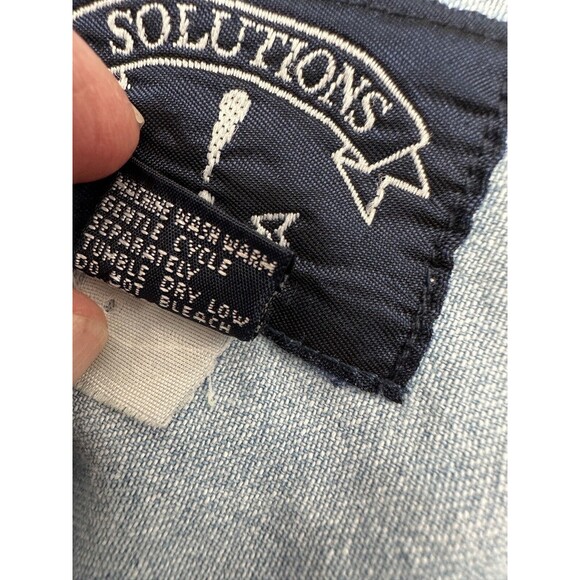 SOLUTIONS
!
MACHINE WASH WARM
GENTLE CYCLE
SEPARATELY
TUMBLE DRY LOW
DO NOT BLEACH